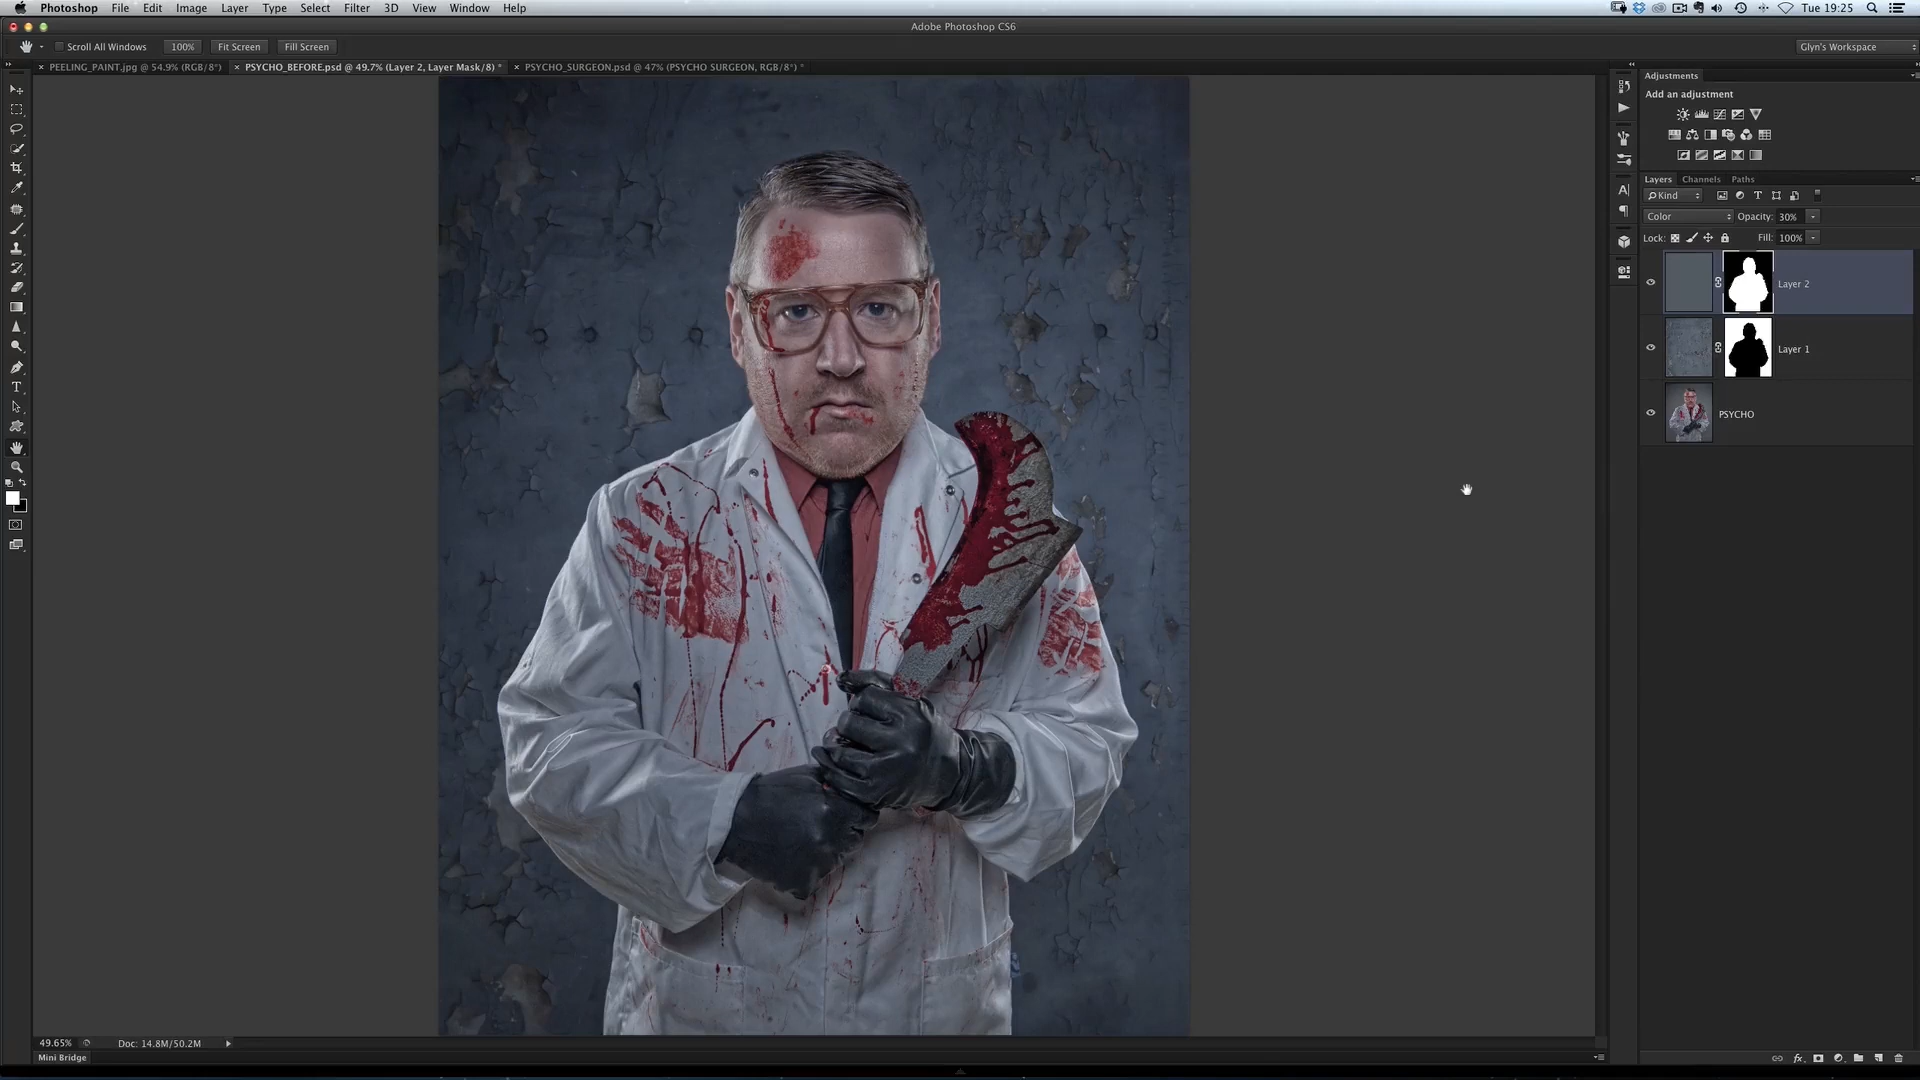 Photoshop File Edit Image Layer Type Select Filter 3D View Window Help Tue 19:25
Adobe Photoshop CS6
Scroll All Windows 100% Fit Screen Fill Screen Glyn's Workspace
× PEELING_PAINT.jpg @ 54.9% (RGB/8*) × PSYCHO_BEFORE.psd @ 49.7% (Layer 2, Layer Mask/8) * × PSYCHO_SURGEON.psd @ 47% (PSYCHO SURGEON, RGB/8*) *
Adjustments
Add an adjustment
Layers Channels Paths
Kind
Color Opacity: 30%
Lock: Fill: 100%
Layer 2
Layer 1
PSYCHO
49.65% Doc: 14.8M/50.2M
Mini Bridge